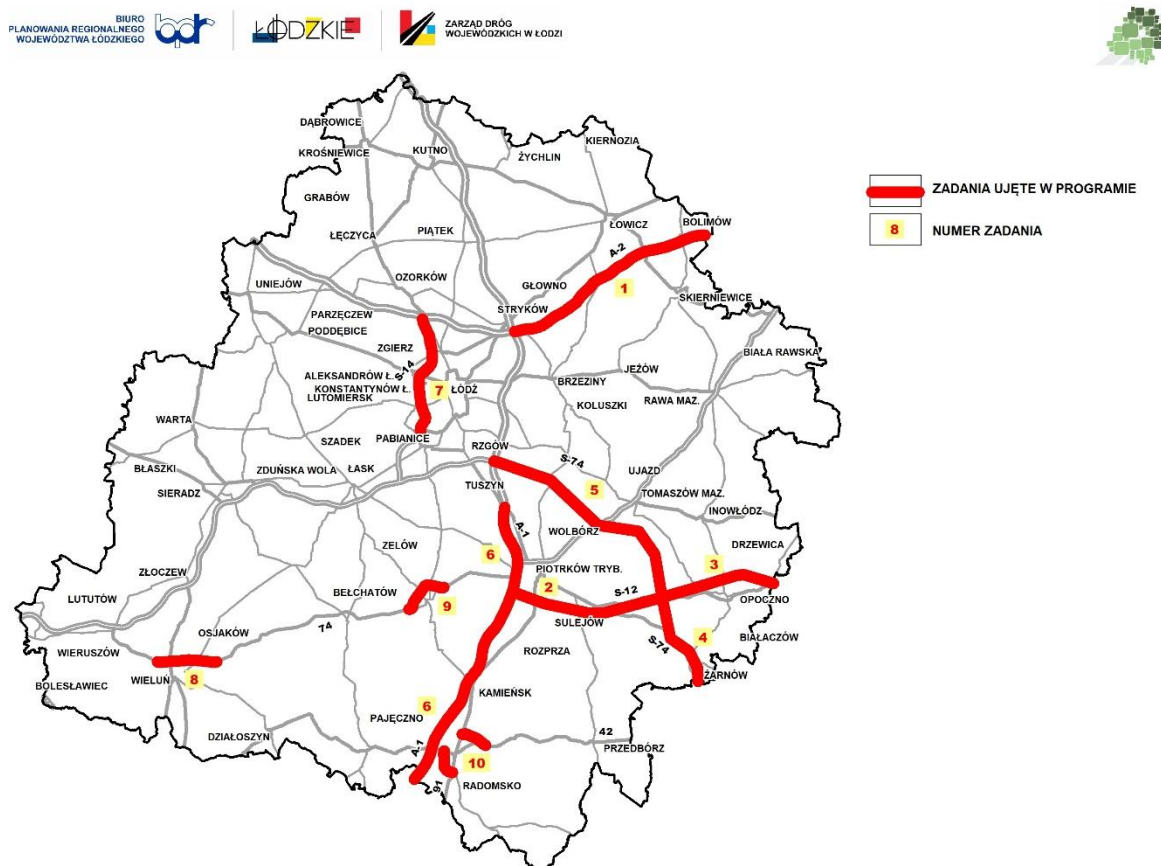 BIURO
PLANOWANIA REGIONALNEGO
WOJEWÓDZTWA ŁÓDZKIEGO
bpr
ŁÓDZKIE
ZARZĄD DRÓG
WOJEWÓDZKICH W ŁODZI
ZADANIA UJĘTE W PROGRAMIE
8
NUMER ZADANIA
DĄBROWICE
KROŚNIEWICE
KUTNO
ŻYCHLIN
KIERNOZIA
GRABÓW
ŁĘCZYCA
PIĄTEK
ŁOWICZ
BOLIMÓW
A-2
OZORKÓW
GŁOWNO
1
UNIEJÓW
SKIERNIEWICE
PARZĘCZEW
STRYKÓW
PODDĘBICE
ZGIERZ
BIAŁA RAWSKA
ALEKSANDRÓW Ł.
S-14
KONSTANTYNÓW Ł.
7
ŁÓDŹ
LUTOMIERSK
BRZEZINY
JEŻÓW
RAWA MAZ.
KOLUSZKI
WARTA
SZADEK
PABIANICE
RZGÓW
S-74
BŁASZKI
ZDUŃSKA WOLA
ŁASK
UJAZD
SIERADZ
TUSZYN
5
TOMASZÓW MAZ.
INOWŁÓDZ
A-1
WOLBÓRZ
DRZEWICA
ZELÓW
6
PIOTRKÓW TRYB.
3
ZŁOCZEW
BEŁCHATÓW
2
S-12
LUTUTÓW
9
OPOCZNO
SULEJÓW
OSJAKÓW
74
S-74
4
BIAŁACZÓW
WIERUSZÓW
ROZPRZA
BOLESŁAWIEC
WIELUŃ
8
ŻARNÓW
KAMIEŃSK
6
PAJĘCZNO
DZIAŁOSZYN
42
PRZEDBÓRZ
A-1
10
91
RADOMSKO